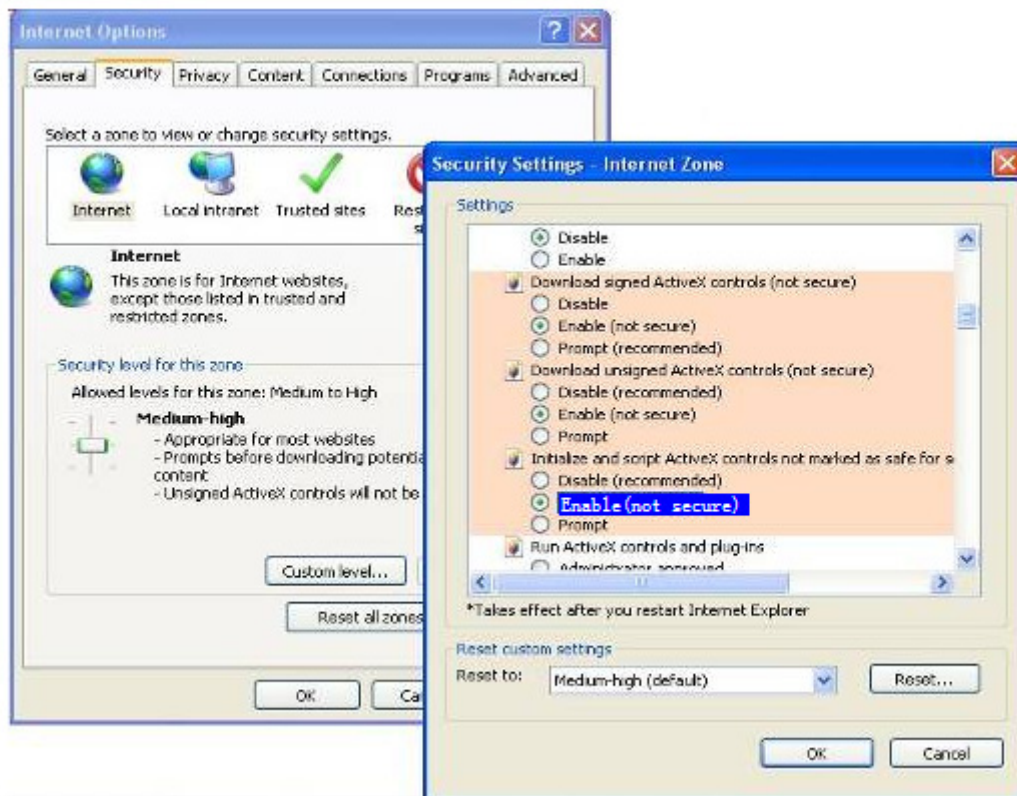 Internet Options
General Security Privacy Content Connections Programs Advanced
Select a zone to view or change security settings.
Internet Local intranet Trusted sites
Internet
This zone is for Internet websites,
except those listed in trusted and
restricted zones.
Security level for this zone
Allowed levels for this zone: Medium to High
Medium-high
- Appropriate for most websites
- Prompts before downloading
content
- Unsigned ActiveX controls will not be
Custom level...
Reset all zones
OK
Security Settings - Internet Zone
Settings
Disable
Enable
Download signed ActiveX controls (not secure)
Disable
Enable (not secure)
Prompt (recommended)
Download unsigned ActiveX controls (not secure)
Disable (recommended)
Enable (not secure)
Prompt
Initialize and script ActiveX controls not marked as safe for s
Disable (recommended)
Enable(not secure)
Prompt
Run ActiveX controls and plug-ins
Administrator approved
*Takes effect after you restart Internet Explorer
Reset custom settings
Reset to: Medium-high (default) Reset...
OK Cancel